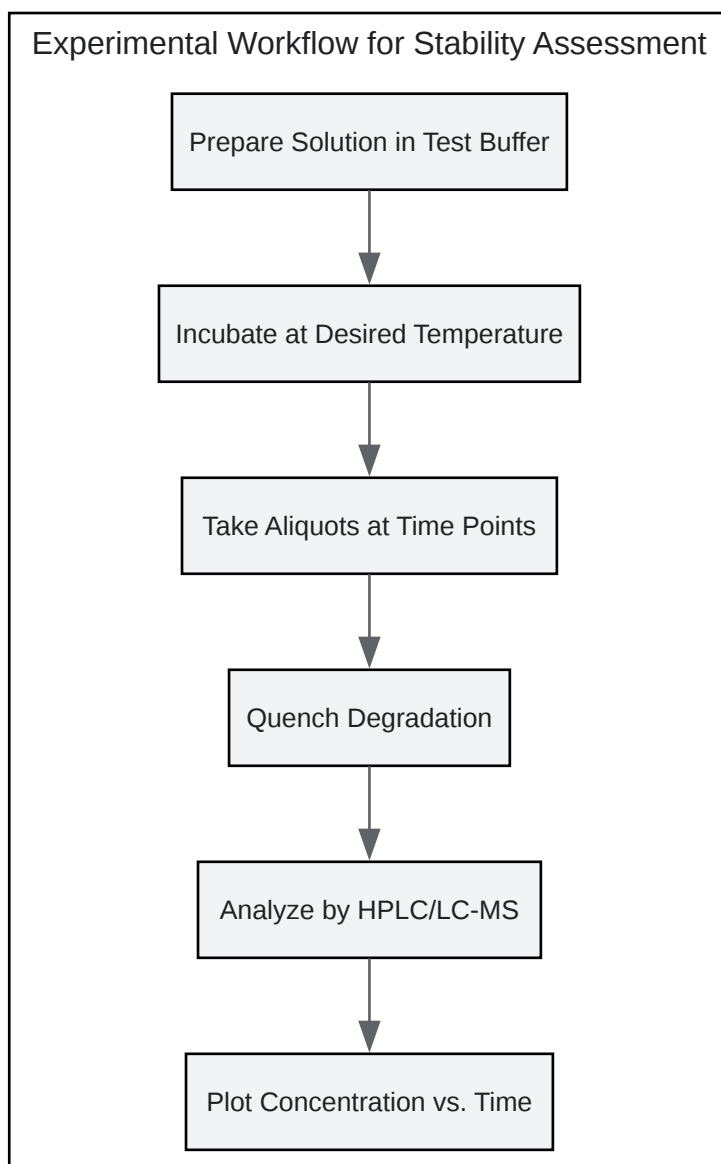 Experimental Workflow for Stability Assessment
Prepare Solution in Test Buffer
Incubate at Desired Temperature
Take Aliquots at Time Points
Quench Degradation
Analyze by HPLC/LC-MS
Plot Concentration vs. Time